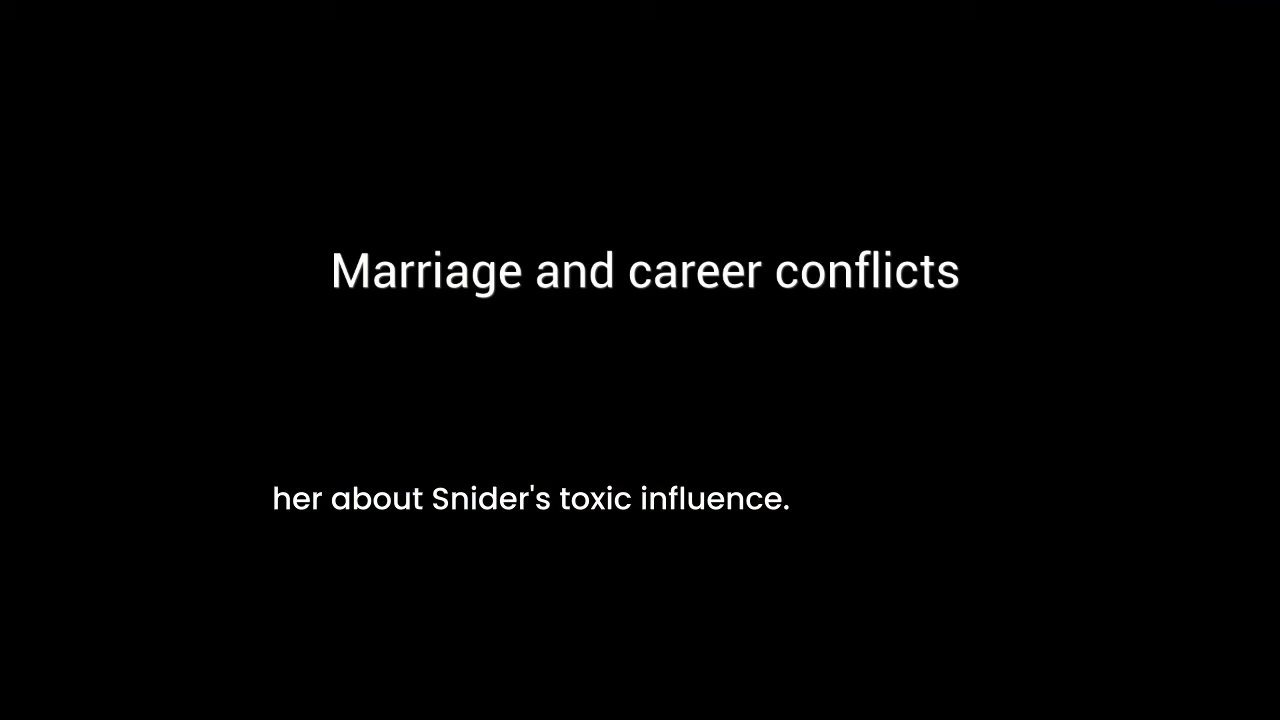 Marriage and career conflicts
her about Snider's toxic influence.